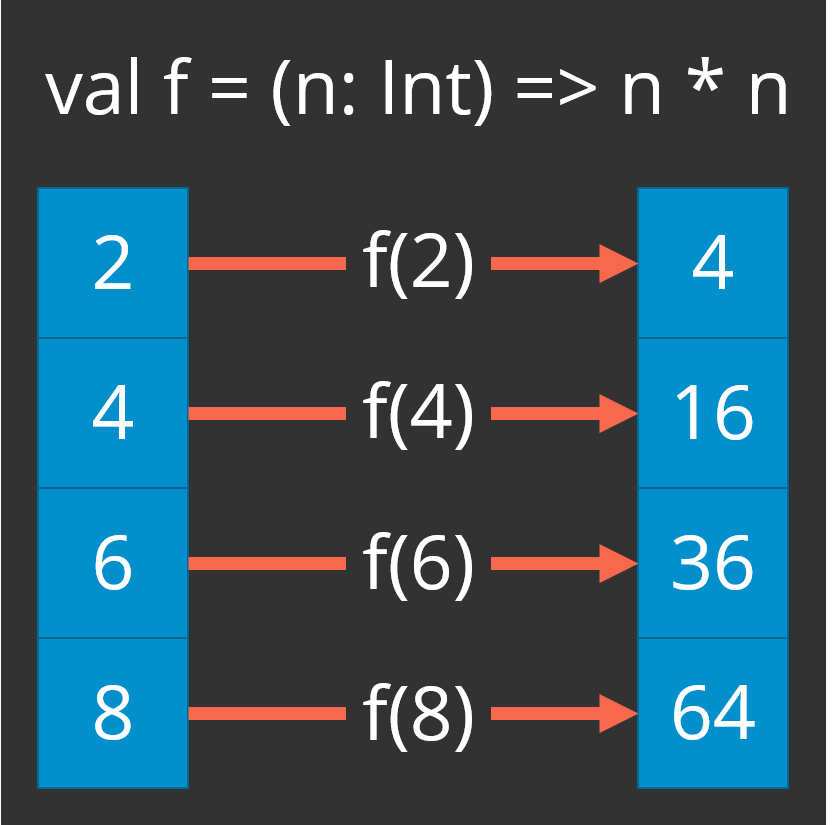 val f = (n: Int) => n * n
2 f(2) 4
4 f(4) 16
6 f(6) 36
8 f(8) 64